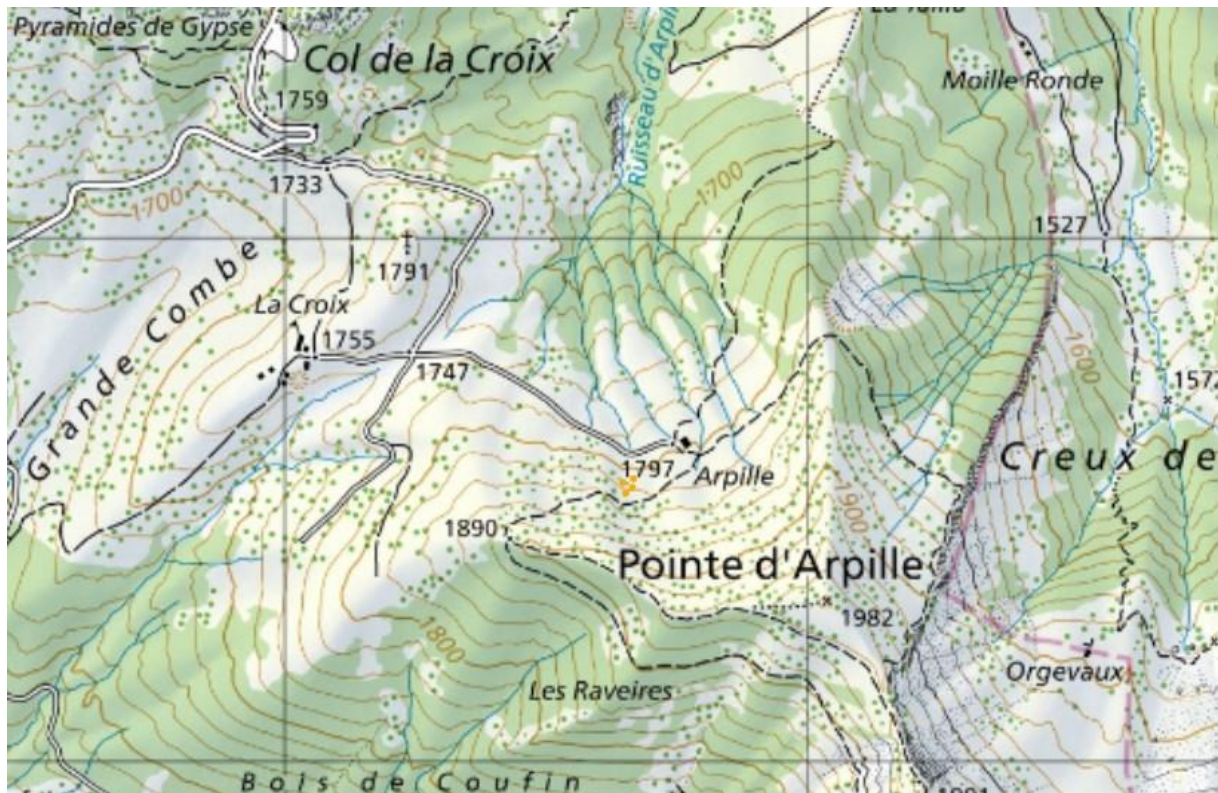 Pyramides de Gypse
Col de la Croix
1759
Moille Ronde
Ruisseau d'Arpi
1733
1700
1700
1527
1791
Grande Combe
La Croix
1755
1747
1600
1572
1797
Arpille
Creux de
1890
1900
Pointe d'Arpille
1982
1800
Orgevaux
Les Raveires
Bois de Coufin